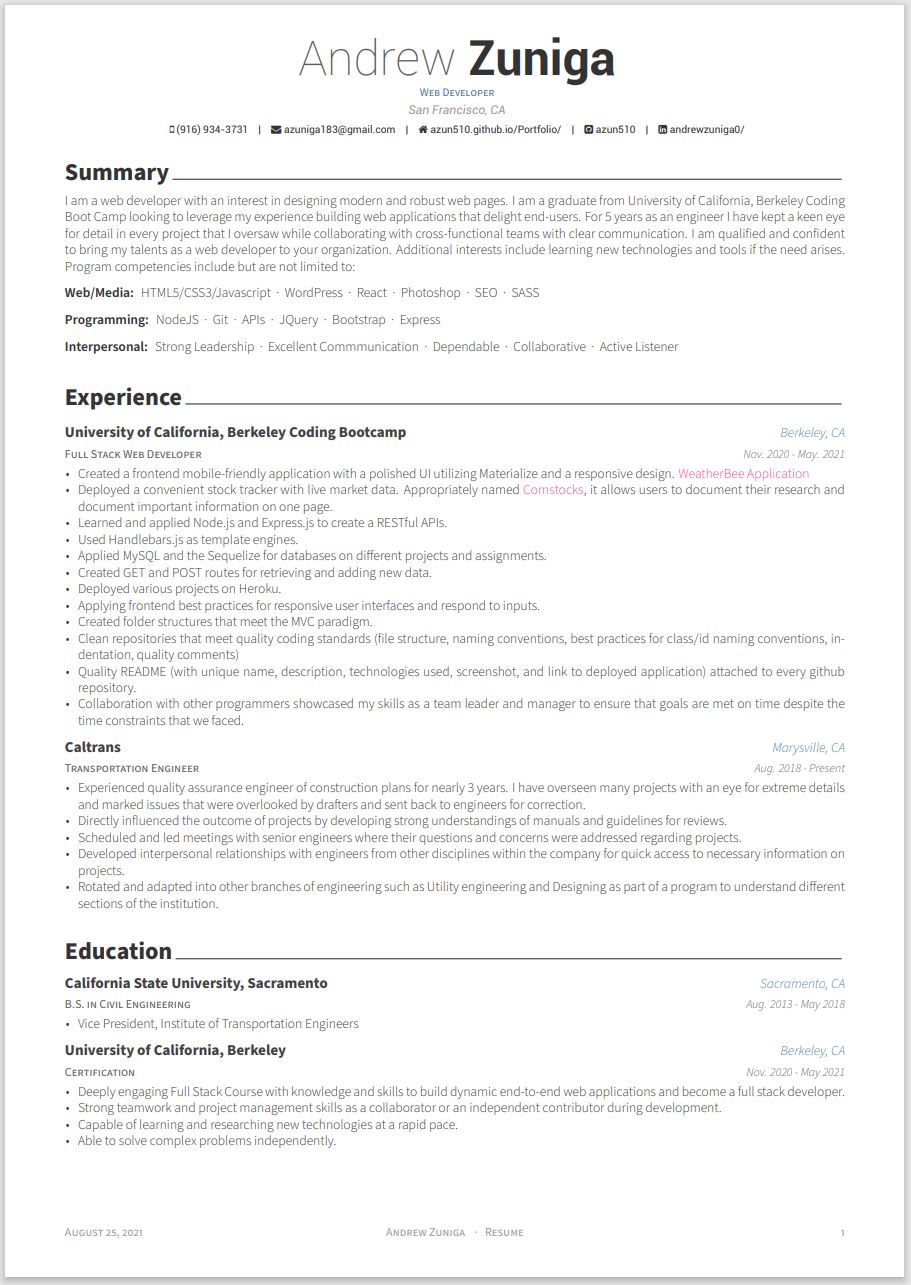 Andrew Zuniga
Web Developer
San Francisco, CA
(916) 934-3731 | azuniga183@gmail.com | azun510.github.io/Portfolio/ | azun510 | andrewzuniga0/
Summary
I am a web developer with an interest in designing modern and robust web pages. I am a graduate from University of California, Berkeley Coding
Boot Camp looking to leverage my experience building web applications that delight end-users. For 5 years as an engineer I have kept a keen eye
for detail in every project that I oversaw while collaborating with cross-functional teams with clear communication. I am qualified and confident
to bring my talents as a web developer to your organization. Additional interests include learning new technologies and tools if the need arises.
Program competencies include but are not limited to:
Web/Media: HTML5/CSS3/Javascript · WordPress · React · Photoshop · SEO · SASS
Programming: NodeJS · Git · APIs · JQuery · Bootstrap · Express
Interpersonal: Strong Leadership · Excellent Commmunication · Dependable · Collaborative · Active Listener
Experience
University of California, Berkeley Coding Bootcamp Berkeley, CA
Full Stack Web Developer Nov. 2020 - May. 2021
• Created a frontend mobile-friendly application with a polished UI utilizing Materialize and a responsive design. WeatherBee Application
• Deployed a convenient stock tracker with live market data. Appropriately named Cornstocks, it allows users to document their research and
document important information on one page.
• Learned and applied Node.js and Express.js to create a RESTful APIs.
• Used Handlebars.js as template engines.
• Applied MySQL and the Sequelize for databases on different projects and assignments.
• Created GET and POST routes for retrieving and adding new data.
• Deployed various projects on Heroku.
• Applying frontend best practices for responsive user interfaces and respond to inputs.
• Created folder structures that meet the MVC paradigm.
• Clean repositories that meet quality coding standards (file structure, naming conventions, best practices for class/id naming conventions, in-
dentation, quality comments)
• Quality README (with unique name, description, technologies used, screenshot, and link to deployed application) attached to every github
repository.
• Collaboration with other programmers showcased my skills as a team leader and manager to ensure that goals are met on time despite the
time constraints that we faced.
Caltrans Marysville, CA
Transportation Engineer Aug. 2018 - Present
• Experienced quality assurance engineer of construction plans for nearly 3 years. I have overseen many projects with an eye for extreme details
and marked issues that were overlooked by drafters and sent back to engineers for correction.
• Directly influenced the outcome of projects by developing strong understandings of manuals and guidelines for reviews.
• Scheduled and led meetings with senior engineers where their questions and concerns were addressed regarding projects.
• Developed interpersonal relationships with engineers from other disciplines within the company for quick access to necessary information on
projects.
• Rotated and adapted into other branches of engineering such as Utility engineering and Designing as part of a program to understand different
sections of the institution.
Education
California State University, Sacramento Sacramento, CA
B.S. in Civil Engineering Aug. 2013 - May 2018
• Vice President, Institute of Transportation Engineers
University of California, Berkeley Berkeley, CA
Certification Nov. 2020 - May 2021
• Deeply engaging Full Stack Course with knowledge and skills to build dynamic end-to-end web applications and become a full stack developer.
• Strong teamwork and project management skills as a collaborator or an independent contributor during development.
• Capable of learning and researching new technologies at a rapid pace.
• Able to solve complex problems independently.
August 25, 2021 Andrew Zuniga · Resume 1